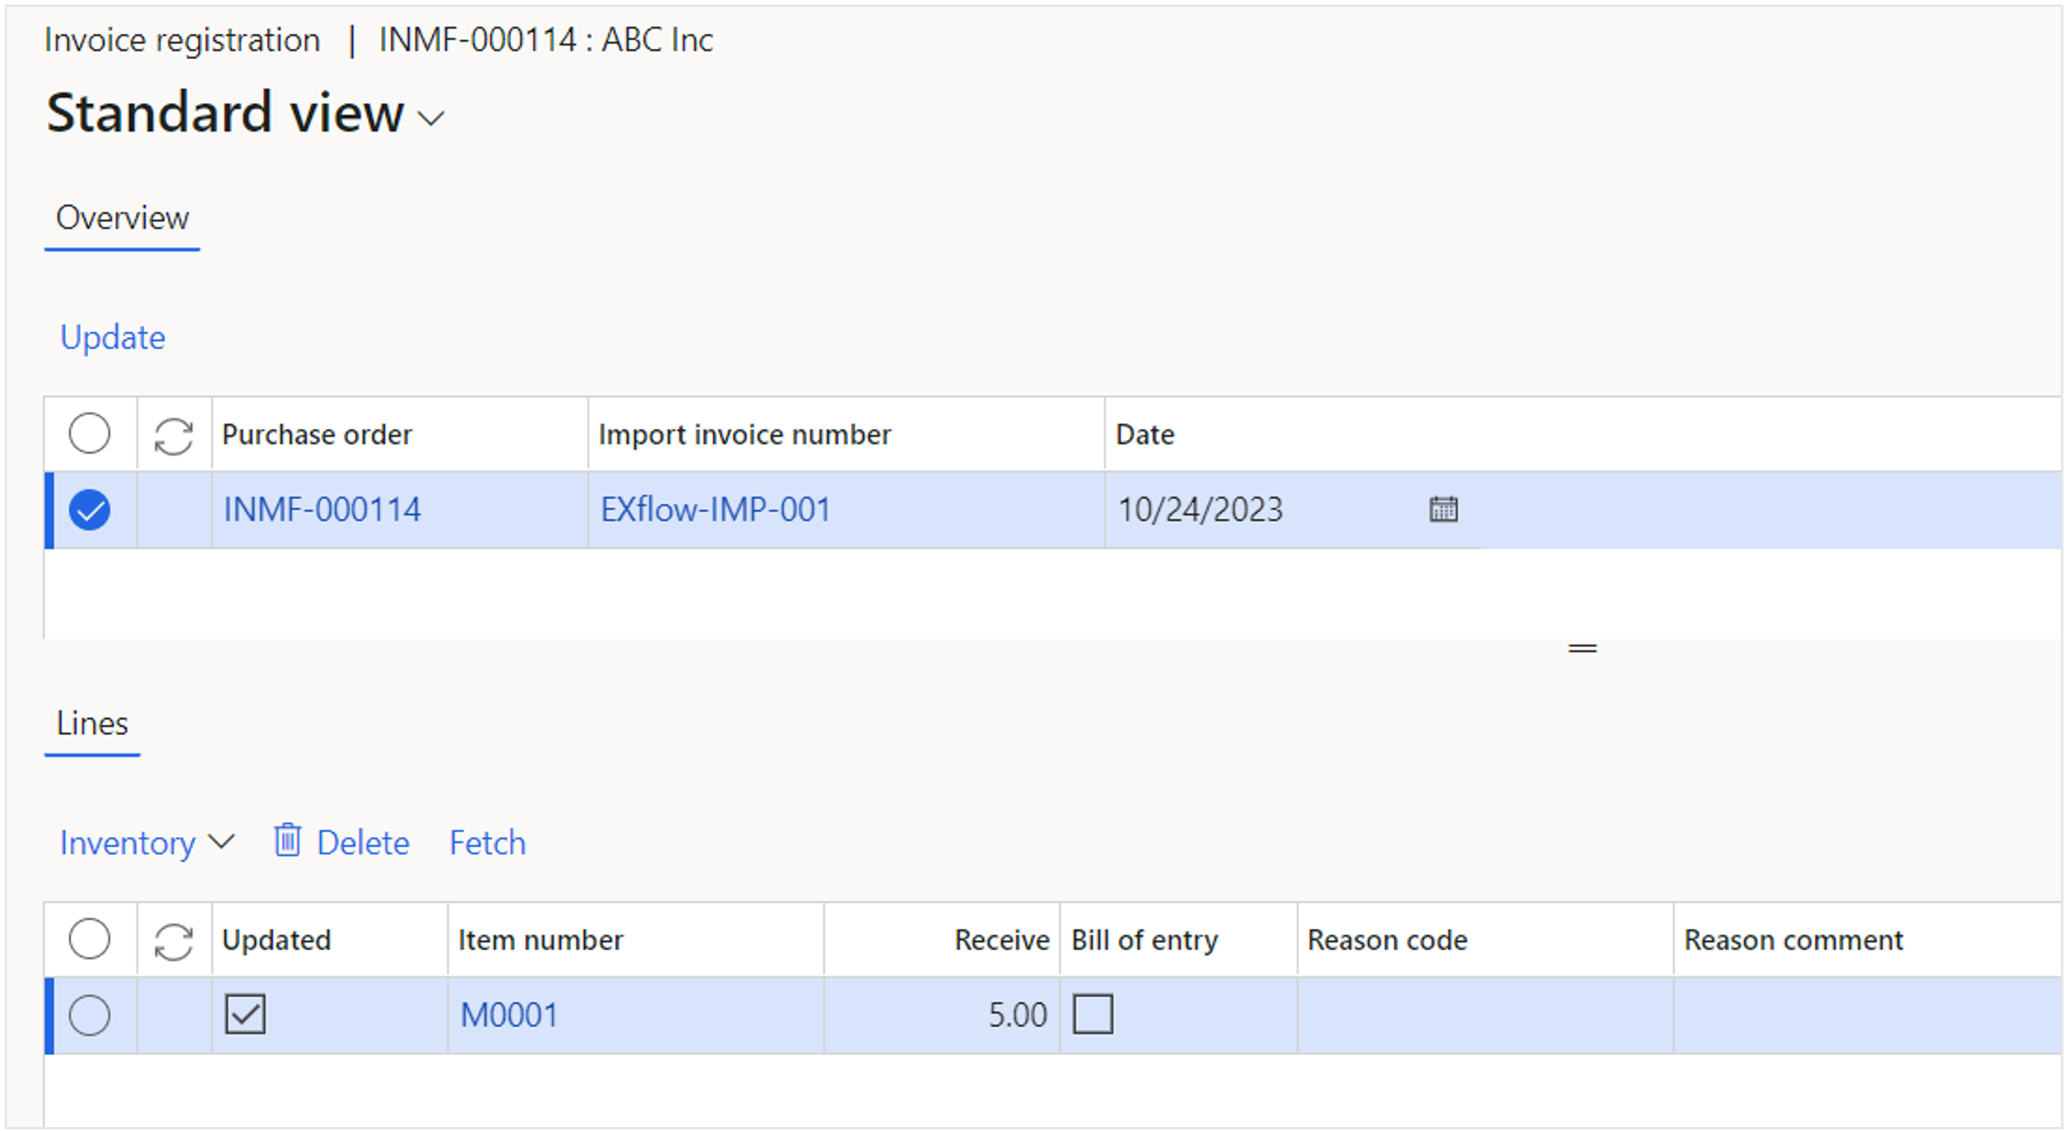 Invoice registration | INMF-000114 : ABC Inc
Standard view
Overview
Update
Purchase order Import invoice number Date
INMF-000114 EXflow-IMP-001 10/24/2023
Lines
Inventory Delete Fetch
Updated Item number Receive Bill of entry Reason code Reason comment
M0001 5.00